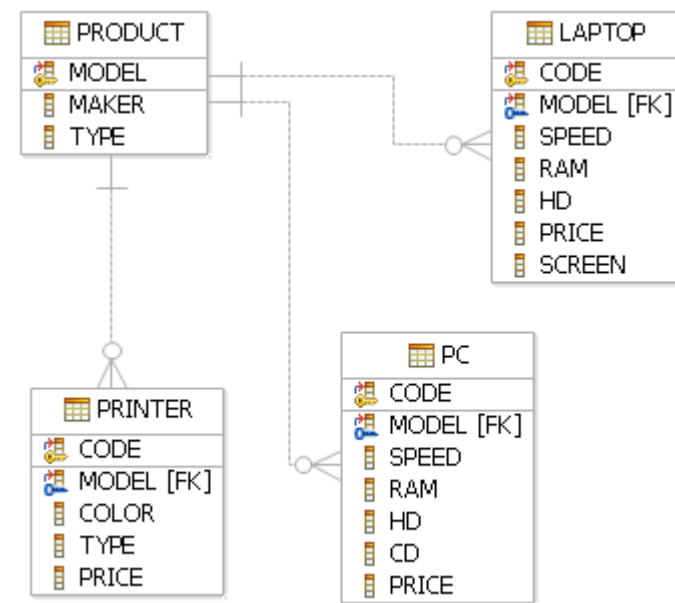 PRODUCT
MODEL
MAKER
TYPE
LAPTOP
CODE
MODEL [FK]
SPEED
RAM
HD
PRICE
SCREEN
PRINTER
CODE
MODEL [FK]
COLOR
TYPE
PRICE
PC
CODE
MODEL [FK]
SPEED
RAM
HD
CD
PRICE